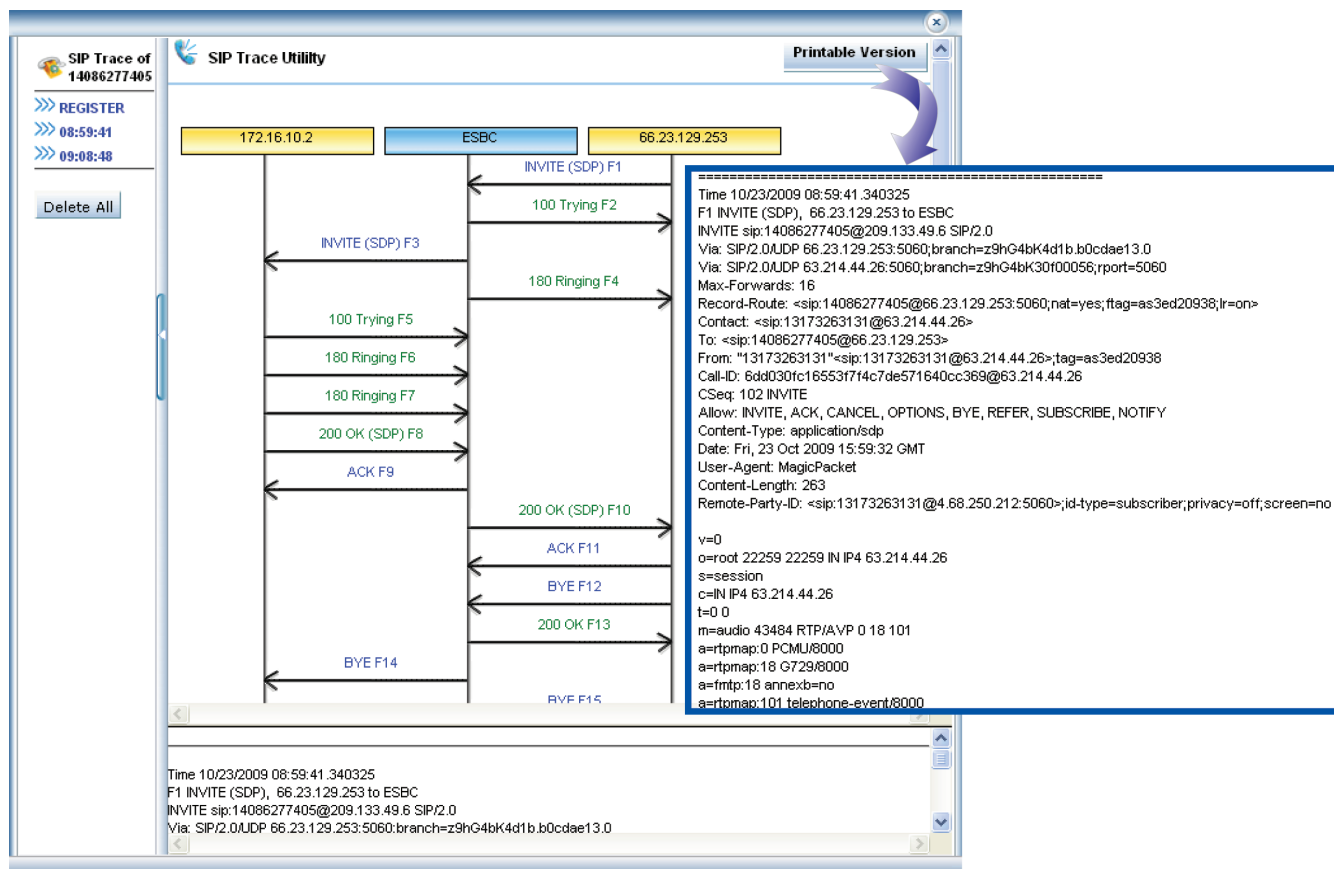 SIP Trace of
14086277405
>>> REGISTER
>>> 08:59:41
>>> 09:08:48
Delete All
SIP Trace Utililty
Printable Version
172.16.10.2
ESBC
66.23.129.253
INVITE (SDP) F1
100 Trying F2
INVITE (SDP) F3
180 Ringing F4
100 Trying F5
180 Ringing F6
180 Ringing F7
200 OK (SDP) F8
ACK F9
200 OK (SDP) F10
ACK F11
BYE F12
200 OK F13
BYE F14
BYE F15
=====================================================
Time 10/23/2009 08:59:41.340325
F1 INVITE (SDP), 66.23.129.253 to ESBC
INVITE sip:14086277405@209.133.49.6 SIP/2.0
Via: SIP/2.0/UDP 66.23.129.253:5060;branch=z9hG4bK4d1b.b0cdae13.0
Via: SIP/2.0/UDP 63.214.44.26:5060;branch=z9hG4bK30f00056;rport=5060
Max-Forwards: 16
Record-Route: <sip:14086277405@66.23.129.253:5060;nat=yes;ftag=as3ed20938;lr=on>
Contact: <sip:13173263131@63.214.44.26>
To: <sip:14086277405@66.23.129.253>
From: "13173263131"<sip:13173263131@63.214.44.26>;tag=as3ed20938
Call-ID: 6dd030fc16553f7f4c7de571640cc369@63.214.44.26
CSeq: 102 INVITE
Allow: INVITE, ACK, CANCEL, OPTIONS, BYE, REFER, SUBSCRIBE, NOTIFY
Content-Type: application/sdp
Date: Fri, 23 Oct 2009 15:59:32 GMT
User-Agent: MagicPacket
Content-Length: 263
Remote-Party-ID: <sip:13173263131@4.68.250.212:5060>;id-type=subscriber;privacy=off;screen=no
v=0
o=root 22259 22259 IN IP4 63.214.44.26
s=session
c=IN IP4 63.214.44.26
t=0 0
m=audio 43484 RTP/AVP 0 18 101
a=rtpmap:0 PCMU/8000
a=rtpmap:18 G729/8000
a=fmtp:18 annexb=no
a=rtpmap:101 telephone-event/8000
Time 10/23/2009 08:59:41.340325
F1 INVITE (SDP), 66.23.129.253 to ESBC
INVITE sip:14086277405@209.133.49.6 SIP/2.0
Via: SIP/2.0/UDP 66.23.129.253:5060;branch=z9hG4bK4d1b.b0cdae13.0